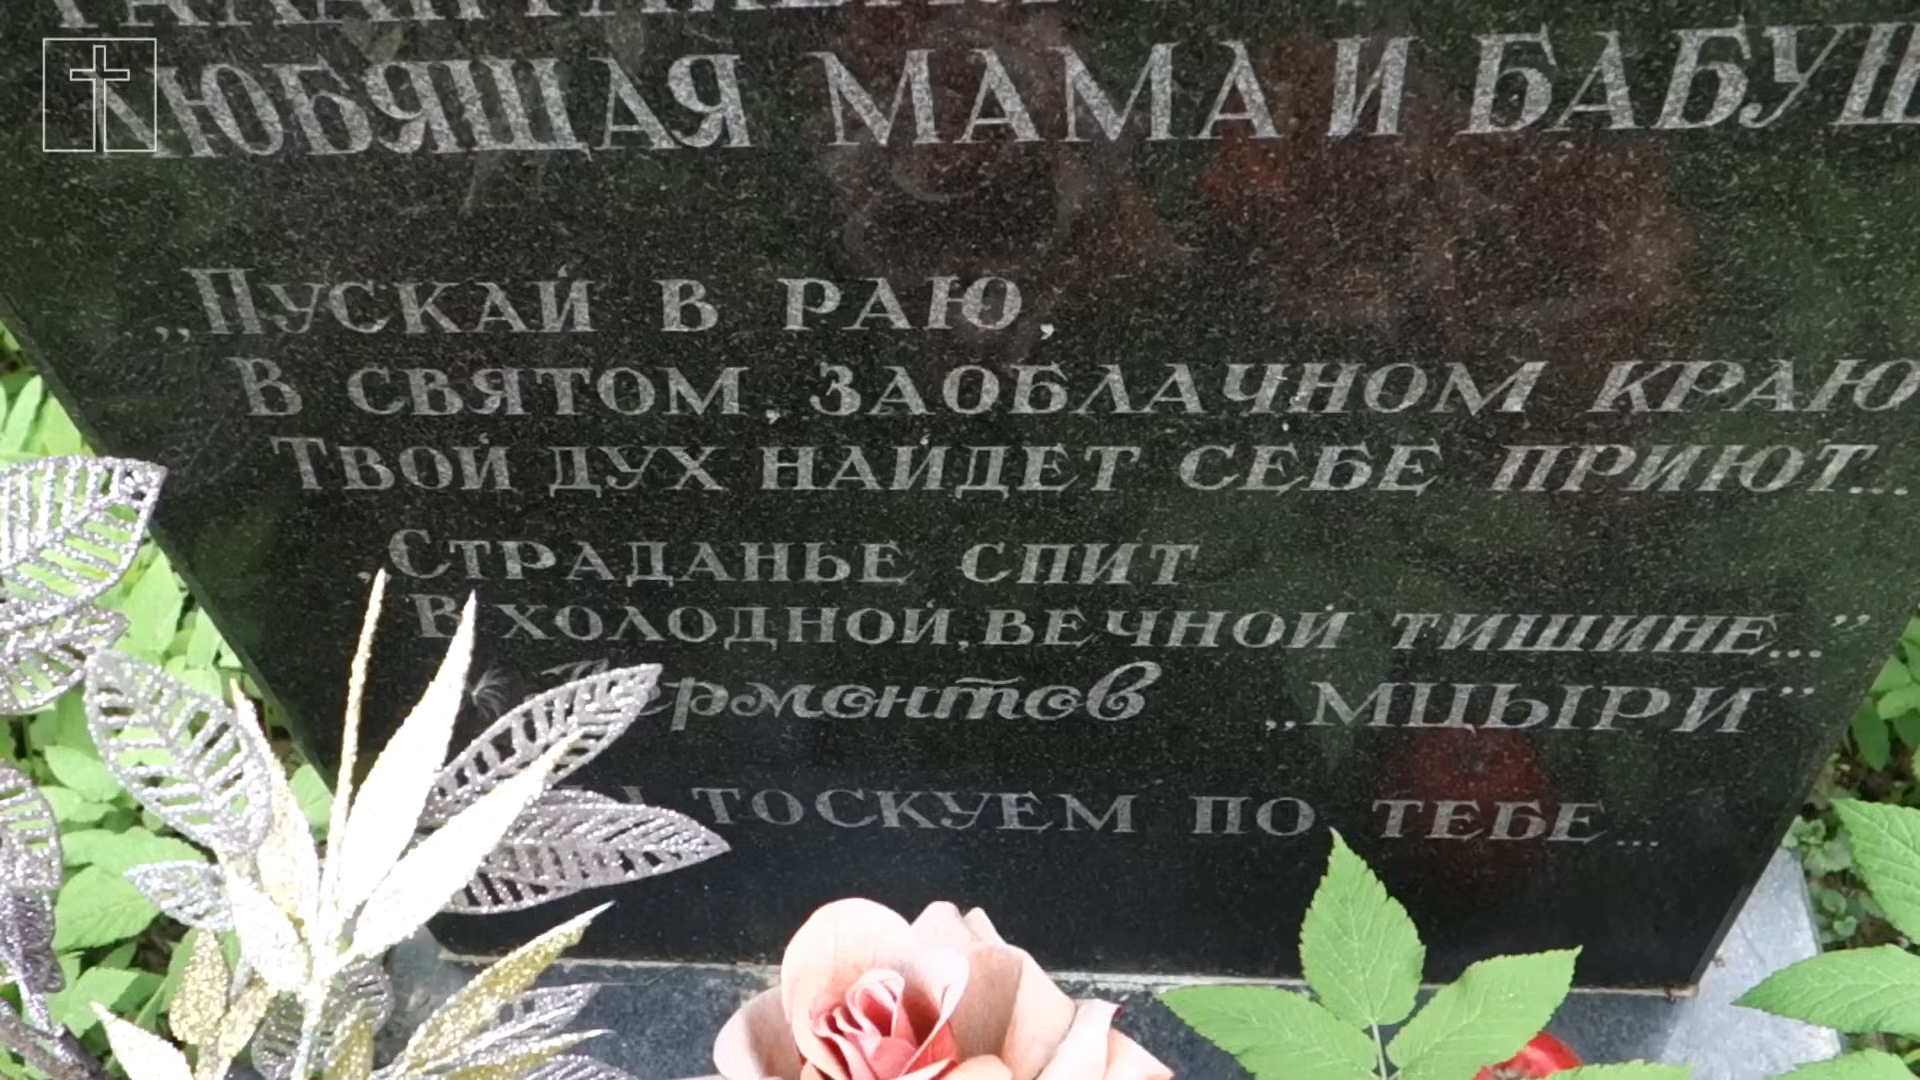 ЛЮБЯЩАЯ МАМА И БАБУШ
„ПУСКАЙ В РАЮ,
В СВЯТОМ, ЗАОБЛАЧНОМ КРАЮ
ТВОЙ ДУХ НАЙДЕТ СЕБЕ ПРИЮТ...
СТРАДАНЬЕ СПИТ
В ХОЛОДНОЙ, ВЕЧНОЙ ТИШИНЕ...”
Лермонтов „МЦЫРИ”
ТОСКУЕМ ПО ТЕБЕ...